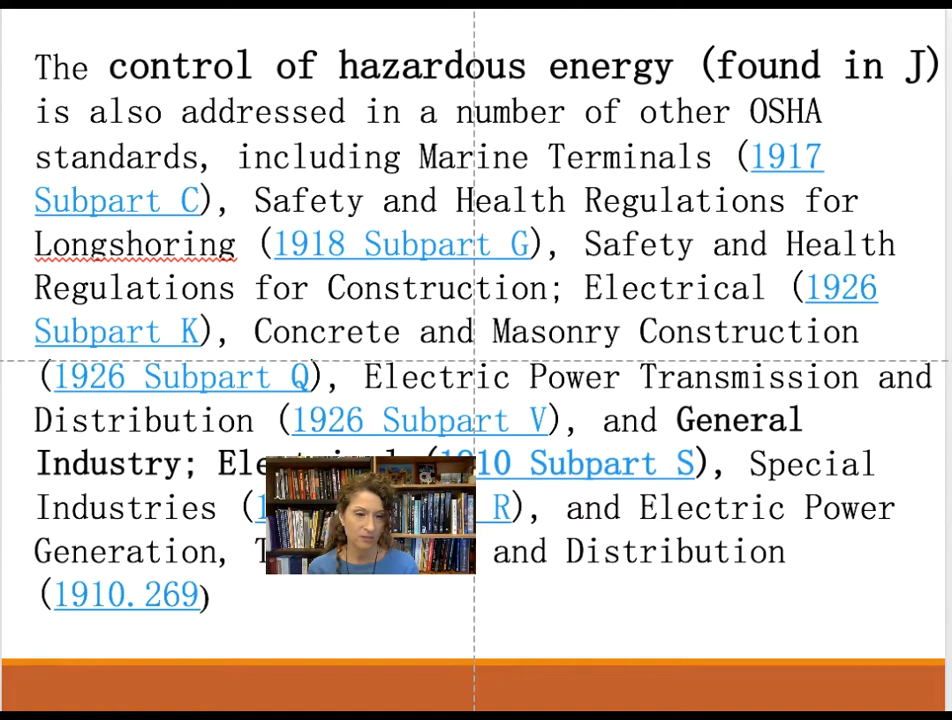 The control of hazardous energy (found in J)
is also addressed in a number of other OSHA
standards, including Marine Terminals (1917
Subpart C), Safety and Health Regulations for
Longshoring (1918 Subpart G), Safety and Health
Regulations for Construction; Electrical (1926
Subpart K), Concrete and Masonry Construction
(1926 Subpart Q), Electric Power Transmission and
Distribution (1926 Subpart V), and General
Industry; 10 Subpart S), Special
Industries ( R), and Electric Power
Generation, and Distribution
(1910.269)